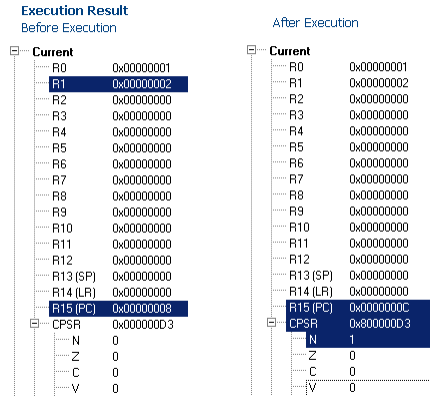 Execution Result
Before Execution
Current
R0 0x00000001
R1 0x00000002
R2 0x00000000
R3 0x00000000
R4 0x00000000
R5 0x00000000
R6 0x00000000
R7 0x00000000
R8 0x00000000
R9 0x00000000
R10 0x00000000
R11 0x00000000
R12 0x00000000
R13 (SP) 0x00000000
R14 (LR) 0x00000000
R15 (PC) 0x00000008
CPSR 0x000000D3
N 0
Z 0
C 0
V 0
After Execution
Current
R0 0x00000001
R1 0x00000002
R2 0x00000000
R3 0x00000000
R4 0x00000000
R5 0x00000000
R6 0x00000000
R7 0x00000000
R8 0x00000000
R9 0x00000000
R10 0x00000000
R11 0x00000000
R12 0x00000000
R13 (SP) 0x00000000
R14 (LR) 0x00000000
R15 (PC) 0x0000000C
CPSR 0x800000D3
N 1
Z 0
C 0
V 0